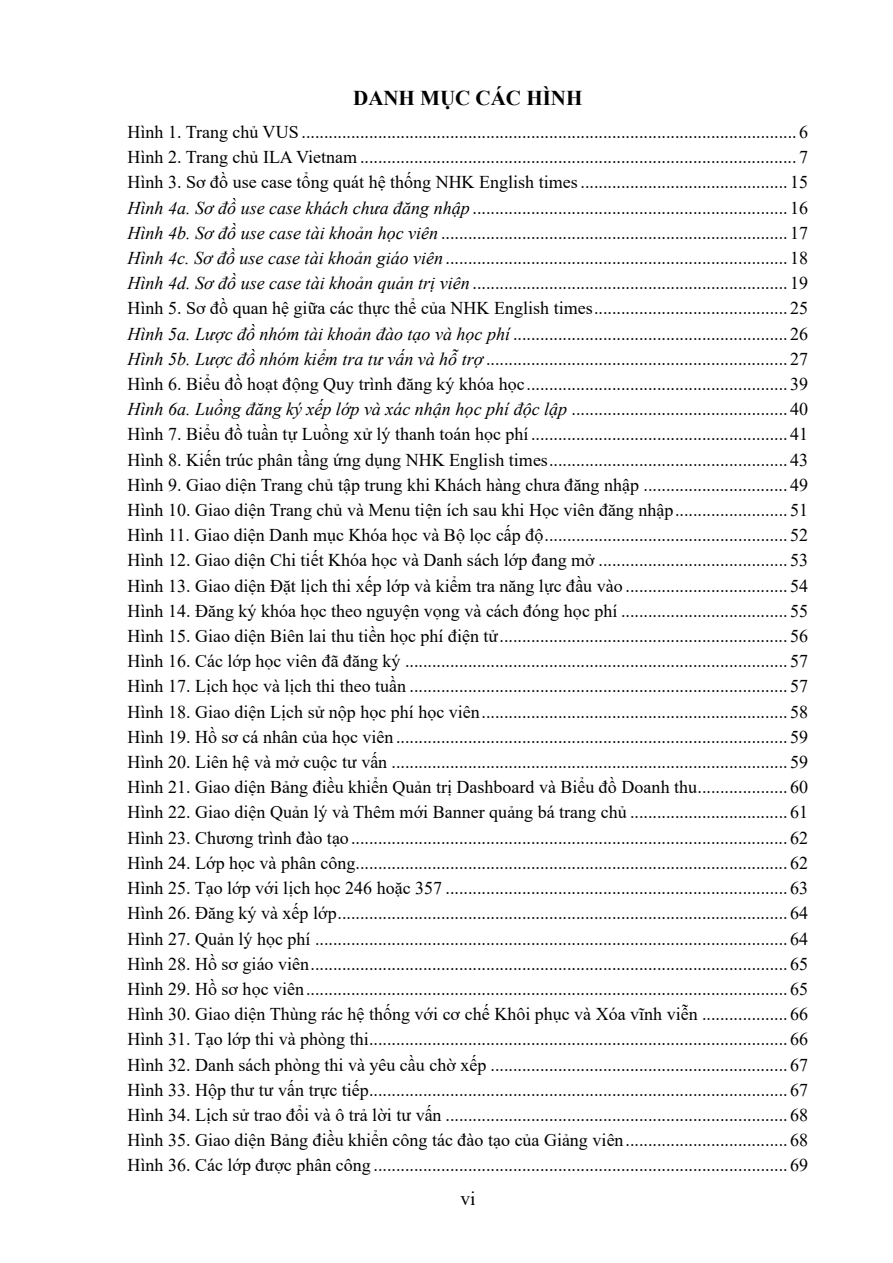 DANH MỤC CÁC HÌNH
Hình 1. Trang chủ VUS ............ 6
Hình 2. Trang chủ ILA Vietnam ............ 7
Hình 3. Sơ đồ use case tổng quát hệ thống NHK English times ............ 15
Hình 4a. Sơ đồ use case khách chưa đăng nhập ............ 16
Hình 4b. Sơ đồ use case tài khoản học viên ............ 17
Hình 4c. Sơ đồ use case tài khoản giáo viên ............ 18
Hình 4d. Sơ đồ use case tài khoản quản trị viên ............ 19
Hình 5. Sơ đồ quan hệ giữa các thực thể của NHK English times ............ 25
Hình 5a. Lược đồ nhóm tài khoản đào tạo và học phí ............ 26
Hình 5b. Lược đồ nhóm kiểm tra tư vấn và hỗ trợ ............ 27
Hình 6. Biểu đồ hoạt động Quy trình đăng ký khóa học ............ 39
Hình 6a. Luồng đăng ký xếp lớp và xác nhận học phí độc lập ............ 40
Hình 7. Biểu đồ tuần tự Luồng xử lý thanh toán học phí ............ 41
Hình 8. Kiến trúc phân tầng ứng dụng NHK English times ............ 43
Hình 9. Giao diện Trang chủ tập trung khi Khách hàng chưa đăng nhập ............ 49
Hình 10. Giao diện Trang chủ và Menu tiện ích sau khi Học viên đăng nhập ............ 51
Hình 11. Giao diện Danh mục Khóa học và Bộ lọc cấp độ ............ 52
Hình 12. Giao diện Chi tiết Khóa học và Danh sách lớp đang mở ............ 53
Hình 13. Giao diện Đặt lịch thi xếp lớp và kiểm tra năng lực đầu vào ............ 54
Hình 14. Đăng ký khóa học theo nguyện vọng và cách đóng học phí ............ 55
Hình 15. Giao diện Biên lai thu tiền học phí điện tử ............ 56
Hình 16. Các lớp học viên đã đăng ký ............ 57
Hình 17. Lịch học và lịch thi theo tuần ............ 57
Hình 18. Giao diện Lịch sử nộp học phí học viên ............ 58
Hình 19. Hồ sơ cá nhân của học viên ............ 59
Hình 20. Liên hệ và mở cuộc tư vấn ............ 59
Hình 21. Giao diện Bảng điều khiển Quản trị Dashboard và Biểu đồ Doanh thu ............ 60
Hình 22. Giao diện Quản lý và Thêm mới Banner quảng bá trang chủ ............ 61
Hình 23. Chương trình đào tạo ............ 62
Hình 24. Lớp học và phân công ............ 62
Hình 25. Tạo lớp với lịch học 246 hoặc 357 ............ 63
Hình 26. Đăng ký và xếp lớp ............ 64
Hình 27. Quản lý học phí ............ 64
Hình 28. Hồ sơ giáo viên ............ 65
Hình 29. Hồ sơ học viên ............ 65
Hình 30. Giao diện Thùng rác hệ thống với cơ chế Khôi phục và Xóa vĩnh viễn ............ 66
Hình 31. Tạo lớp thi và phòng thi ............ 66
Hình 32. Danh sách phòng thi và yêu cầu chờ xếp ............ 67
Hình 33. Hộp thư tư vấn trực tiếp ............ 67
Hình 34. Lịch sử trao đổi và ô trả lời tư vấn ............ 68
Hình 35. Giao diện Bảng điều khiển công tác đào tạo của Giảng viên ............ 68
Hình 36. Các lớp được phân công ............ 69
vi